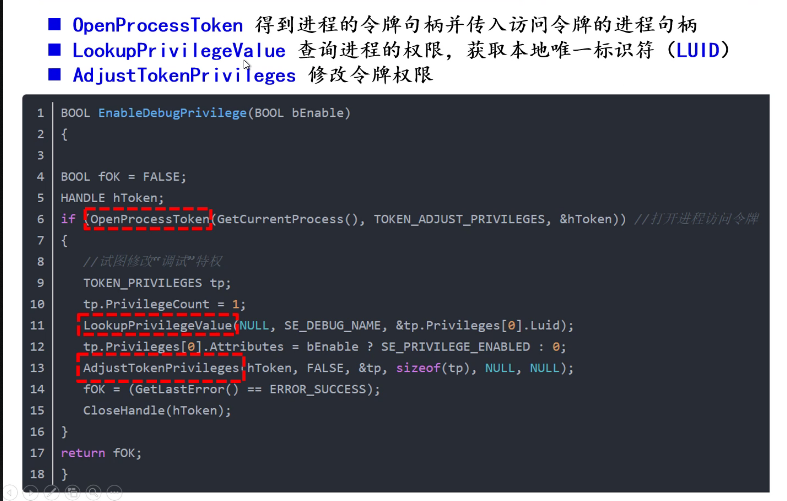 ■ OpenProcessToken 得到进程的令牌句柄并传入访问令牌的进程句柄
■ LookupPrivilegeValue 查询进程的权限，获取本地唯一标识符（LUID）
■ AdjustTokenPrivileges 修改令牌权限
1 BOOL EnableDebugPrivilege(BOOL bEnable)
2 {
3
4 BOOL fOK = FALSE;
5 HANDLE hToken;
6 if (OpenProcessToken(GetCurrentProcess(), TOKEN_ADJUST_PRIVILEGES, &hToken)) //打开进程访问令牌
7 {
8 //试图修改“调试”特权
9 TOKEN_PRIVILEGES tp;
10 tp.PrivilegeCount = 1;
11 LookupPrivilegeValue(NULL, SE_DEBUG_NAME, &tp.Privileges[0].Luid);
12 tp.Privileges[0].Attributes = bEnable ? SE_PRIVILEGE_ENABLED : 0;
13 AdjustTokenPrivileges(hToken, FALSE, &tp, sizeof(tp), NULL, NULL);
14 fOK = (GetLastError() == ERROR_SUCCESS);
15 CloseHandle(hToken);
16 }
17 return fOK;
18 }